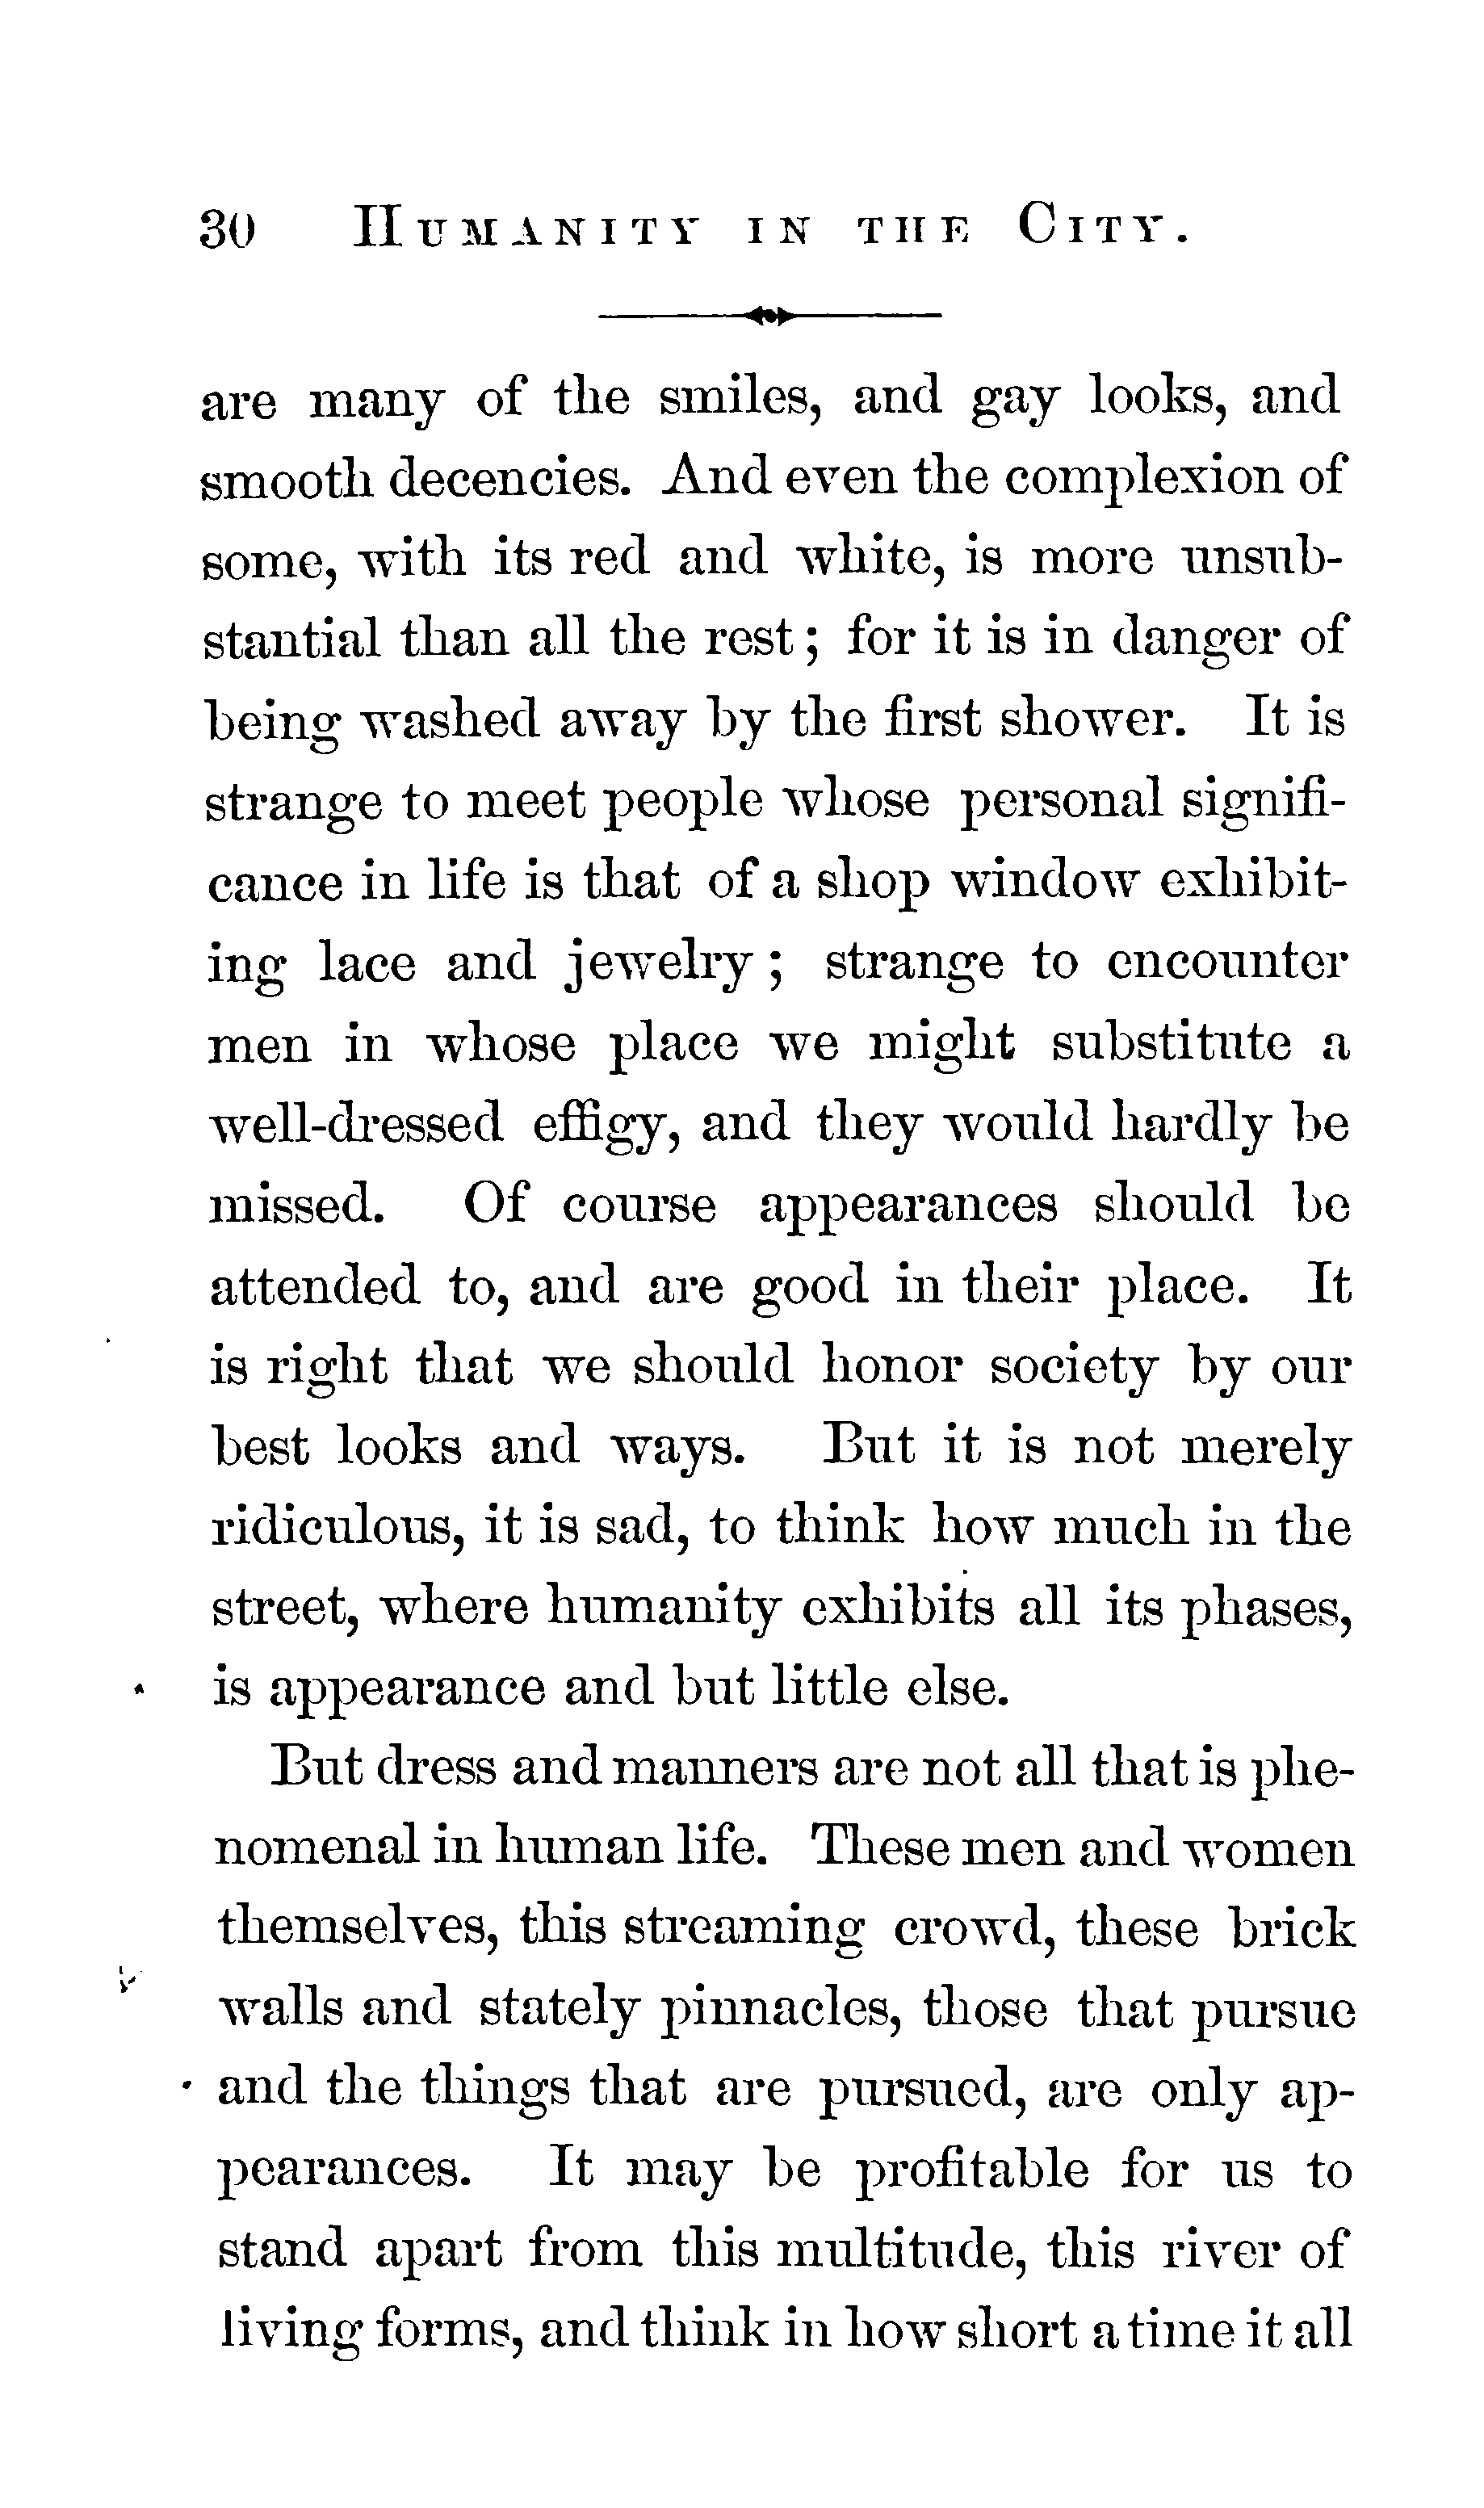 30 HUMANITY IN THE CITY.
are many of the smiles, and gay looks, and
smooth decencies. And even the complexion of
some, with its red and white, is more unsub-
stantial than all the rest; for it is in danger of
being washed away by the first shower. It is
strange to meet people whose personal signifi-
cance in life is that of a shop window exhibit-
ing lace and jewelry; strange to encounter
men in whose place we might substitute a
well-dressed effigy, and they would hardly be
missed. Of course appearances should be
attended to, and are good in their place. It
is right that we should honor society by our
best looks and ways. But it is not merely
ridiculous, it is sad, to think how much in the
street, where humanity exhibits all its phases,
is appearance and but little else.
But dress and manners are not all that is phe-
nomenal in human life. These men and women
themselves, this streaming crowd, these brick
walls and stately pinnacles, those that pursue
and the things that are pursued, are only ap-
pearances. It may be profitable for us to
stand apart from this multitude, this river of
living forms, and think in how short a time it all